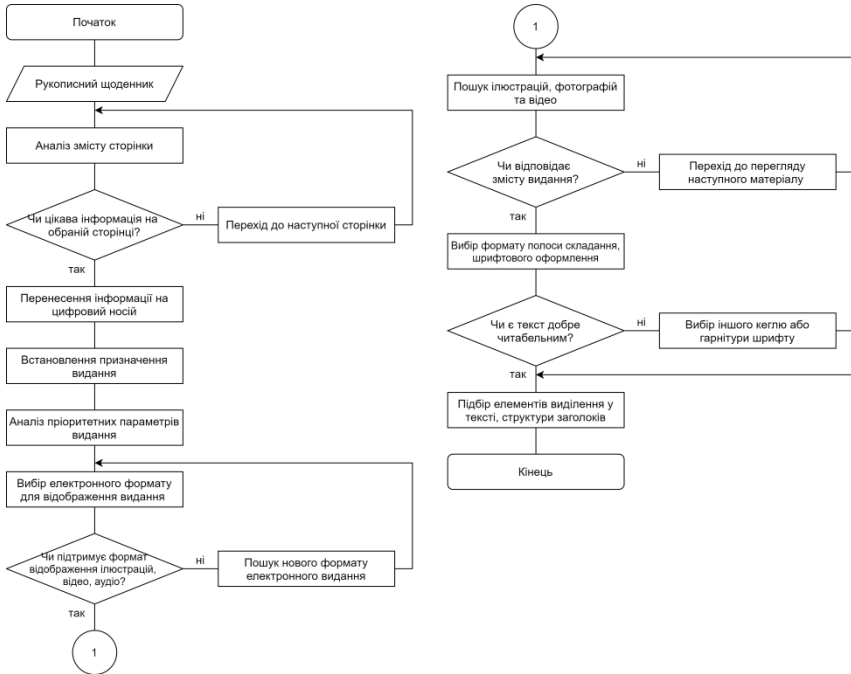 Початок
Рукописний щоденник
Аналіз змісту сторінки
Чи цікава інформація на
обраній сторінці?
ні
Перехід до наступної сторінки
так
Перенесення інформації на
цифровий носій
Встановлення призначення
видання
Аналіз пріоритетних параметрів
видання
Вибір електронного формату
для відображення видання
Чи підтримує формат
відображення ілюстрацій,
відео, аудіо?
ні
Пошук нового формату
електронного видання
так
1
1
Пошук ілюстрацій, фотографій
та відео
Чи відповідає
змісту видання?
ні
Перехід до перегляду
наступного матеріалу
так
Вибір формату полоси складання,
шрифтового оформлення
Чи є текст добре
читабельним?
ні
Вибір іншого кеглю або
гарнітури шрифту
так
Підбір елементів виділення у
тексті, структури заголоків
Кінець